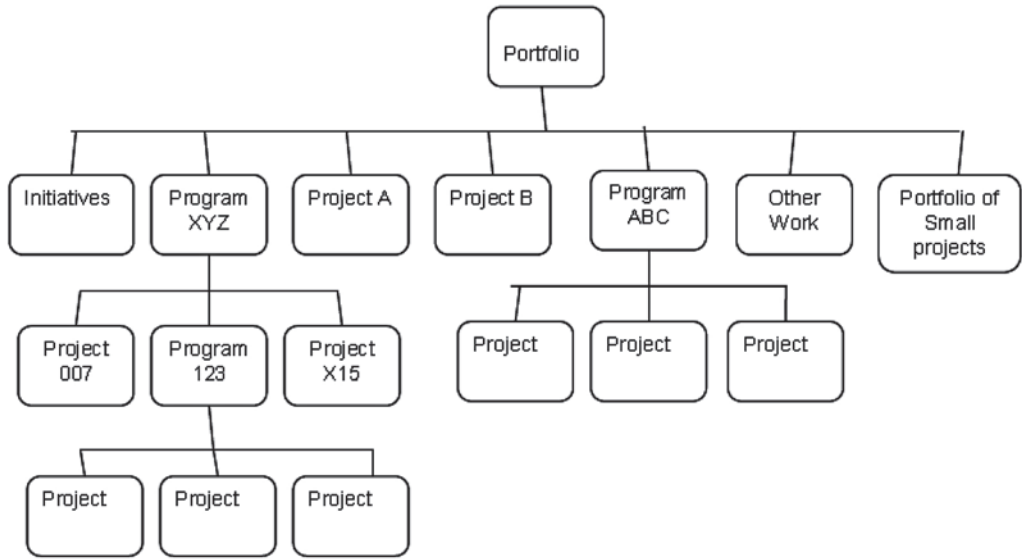 Portfolio
Initiatives
Program
XYZ
Project A
Project B
Program
ABC
Other
Work
Portfolio of
Small
projects
Project
007
Program
123
Project
X15
Project
Project
Project
Project
Project
Project